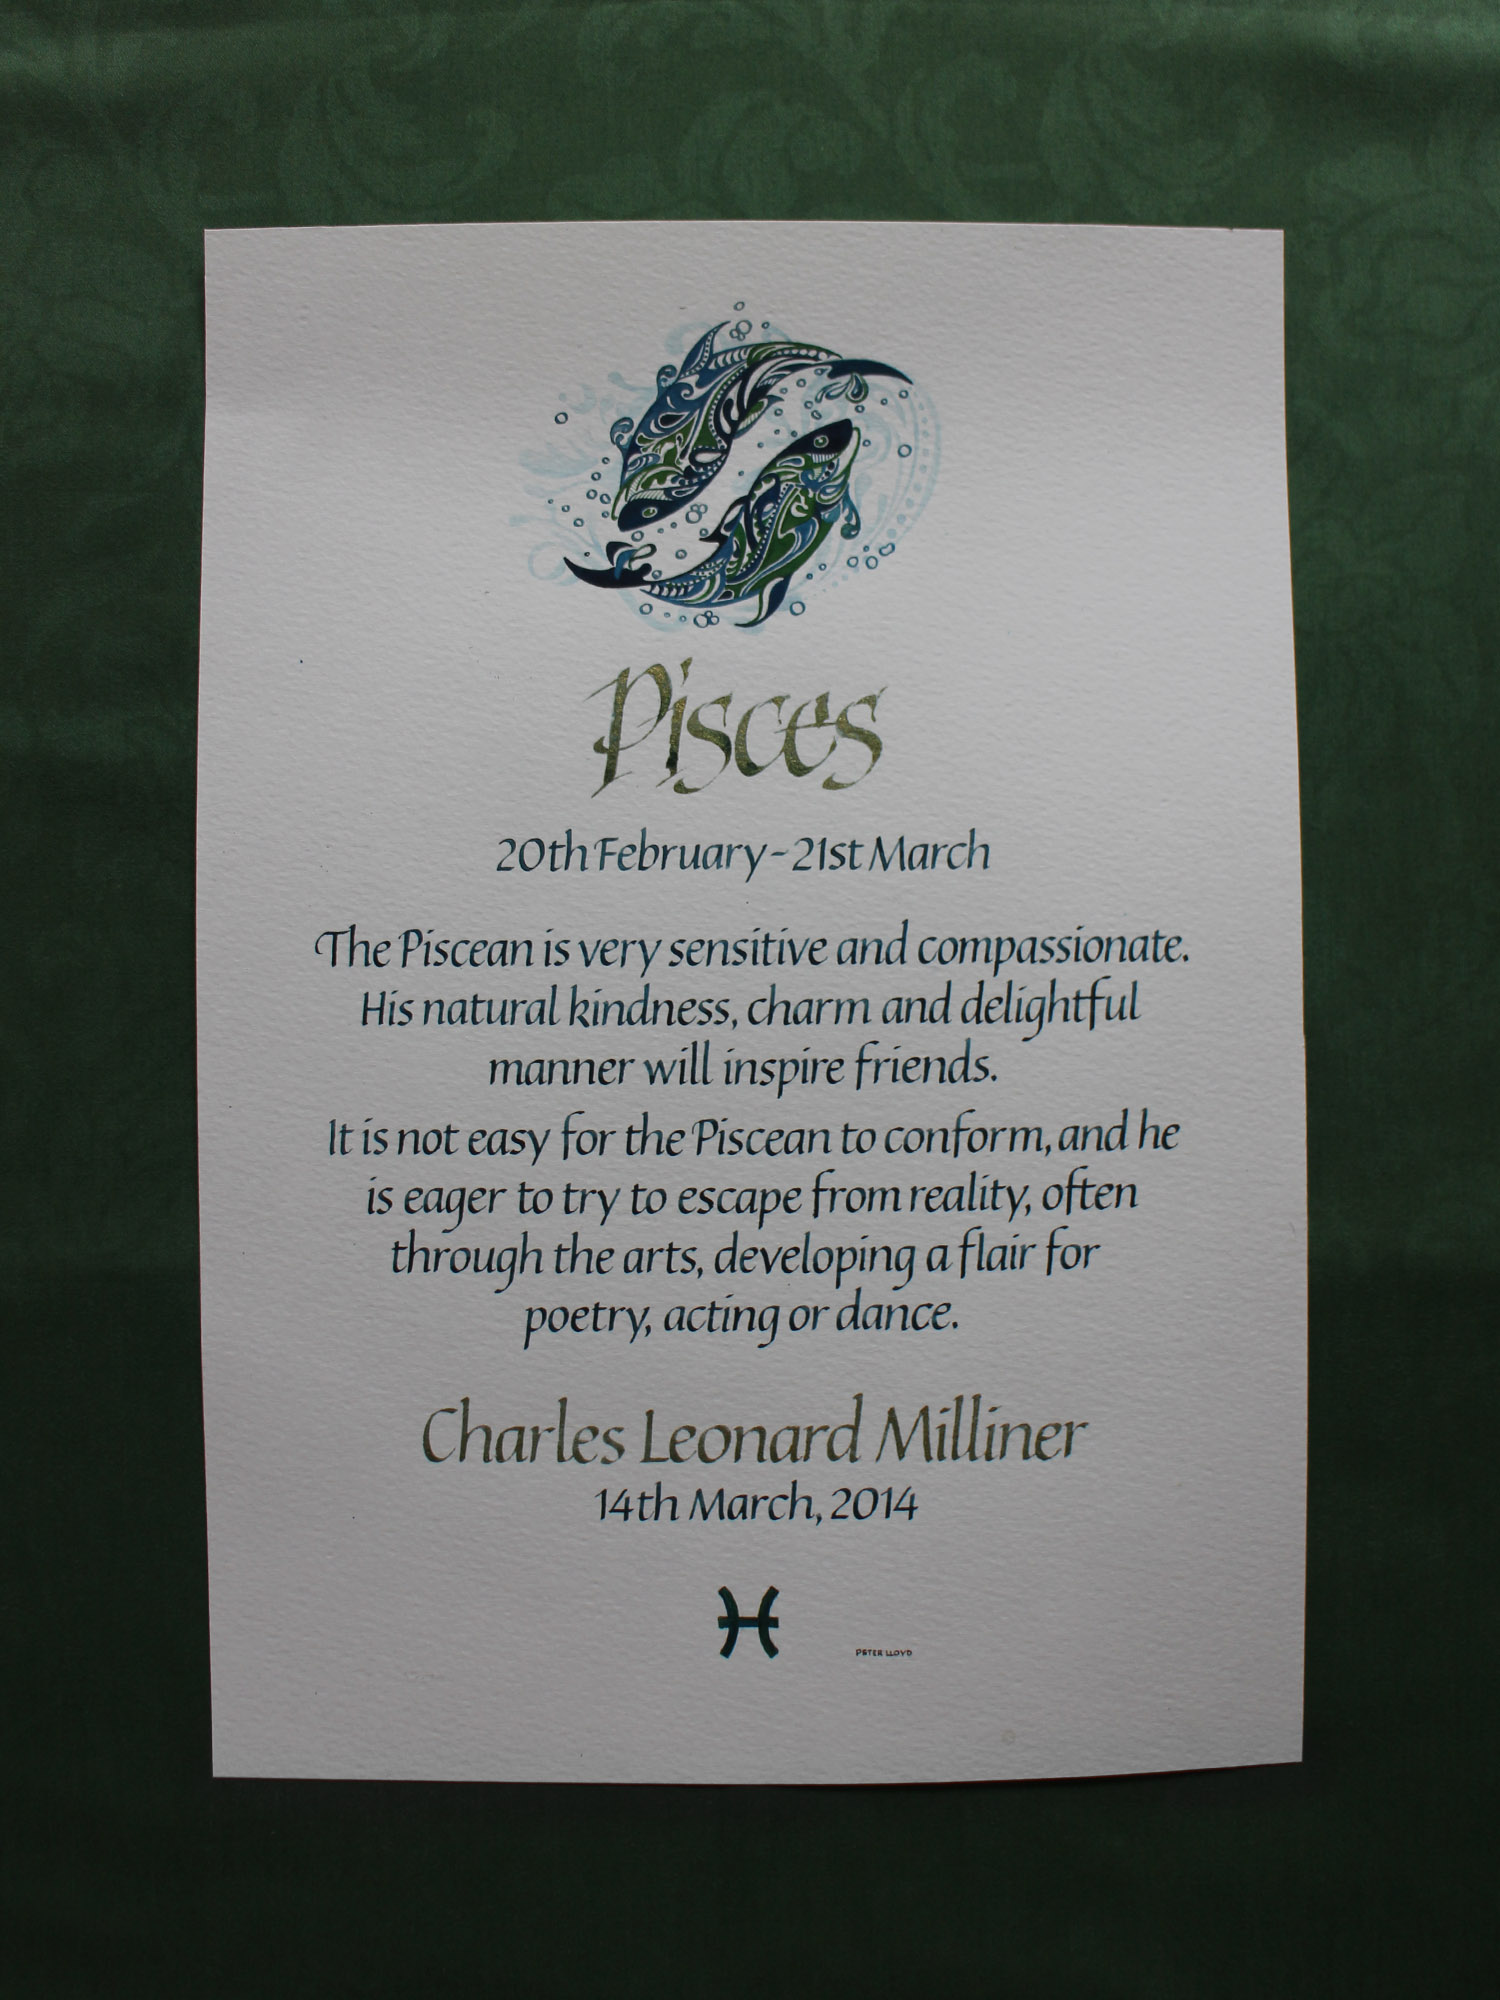 Pisces
20th February - 21st March
The Piscean is very sensitive and compassionate.
His natural kindness, charm and delightful
manner will inspire friends.
It is not easy for the Piscean to conform, and he
is eager to try to escape from reality, often
through the arts, developing a flair for
poetry, acting or dance.
Charles Leonard Milliner
14th March, 2014
♓
PETER LLOYD